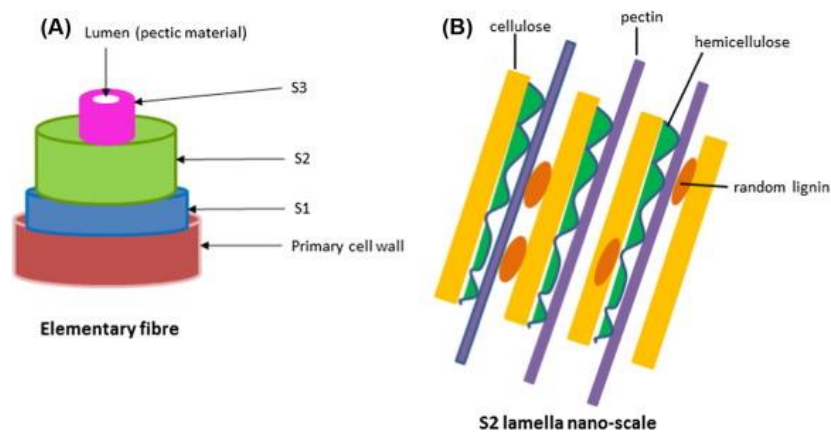 (A)
Lumen (pectic material)
S3
S2
S1
Primary cell wall
Elementary fibre
(B)
cellulose
pectin
hemicellulose
random lignin
S2 lamella nano-scale